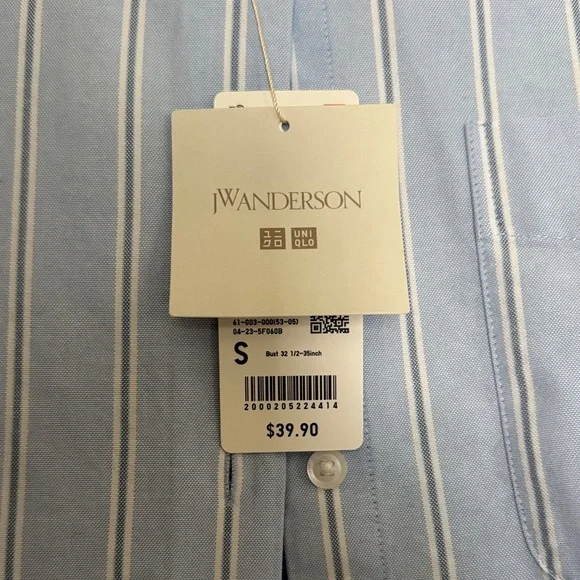 JWANDERSON
ユニ UNI
クロ QLO
61-003-000(53-05)
04-23-5F060B
S Bust 32 1/2-35inch
2000205224414
$39.90